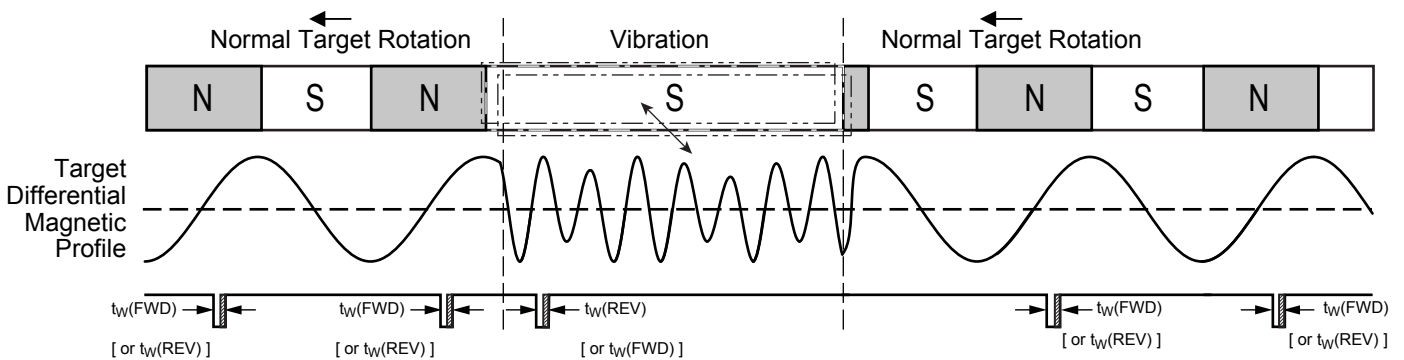 Normal Target Rotation
Vibration
Normal Target Rotation
N
S
N
S
S
N
S
N
Target
Differential
Magnetic
Profile
tW(FWD)
tW(FWD)
tW(REV)
tW(FWD)
tW(FWD)
[ or tW(REV) ]
[ or tW(REV) ]
[ or tW(FWD) ]
[ or tW(REV) ]
[ or tW(REV) ]